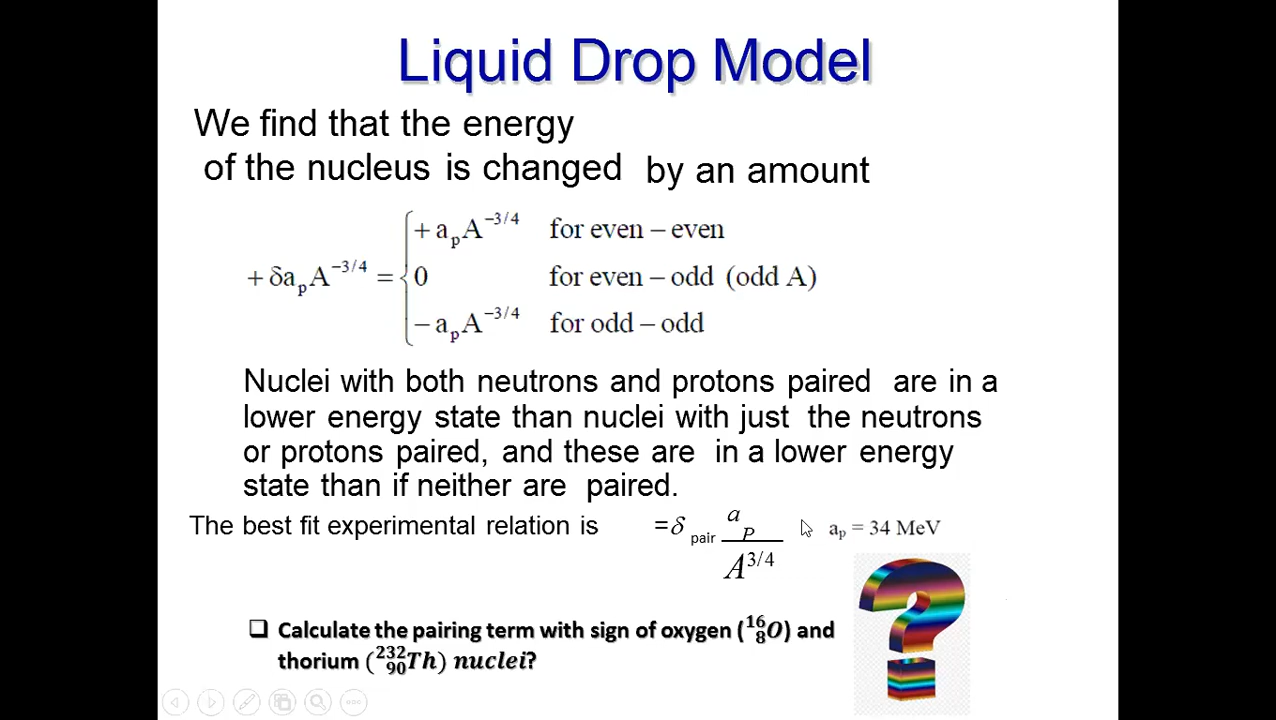 Liquid Drop Model
We find that the energy
of the nucleus is changed by an amount
+ a_p A^{-3/4} for even – even
+ δa_p A^{-3/4} = { 0 for even – odd (odd A)
− a_p A^{-3/4} for odd – odd
Nuclei with both neutrons and protons paired are in a
lower energy state than nuclei with just the neutrons
or protons paired, and these are in a lower energy
state than if neither are paired.
The best fit experimental relation is =δ_pair a_P / A^{3/4} a_p = 34 MeV
❑ Calculate the pairing term with sign of oxygen (^{16}_{8}O) and
thorium (^{232}_{90}Th) nuclei?